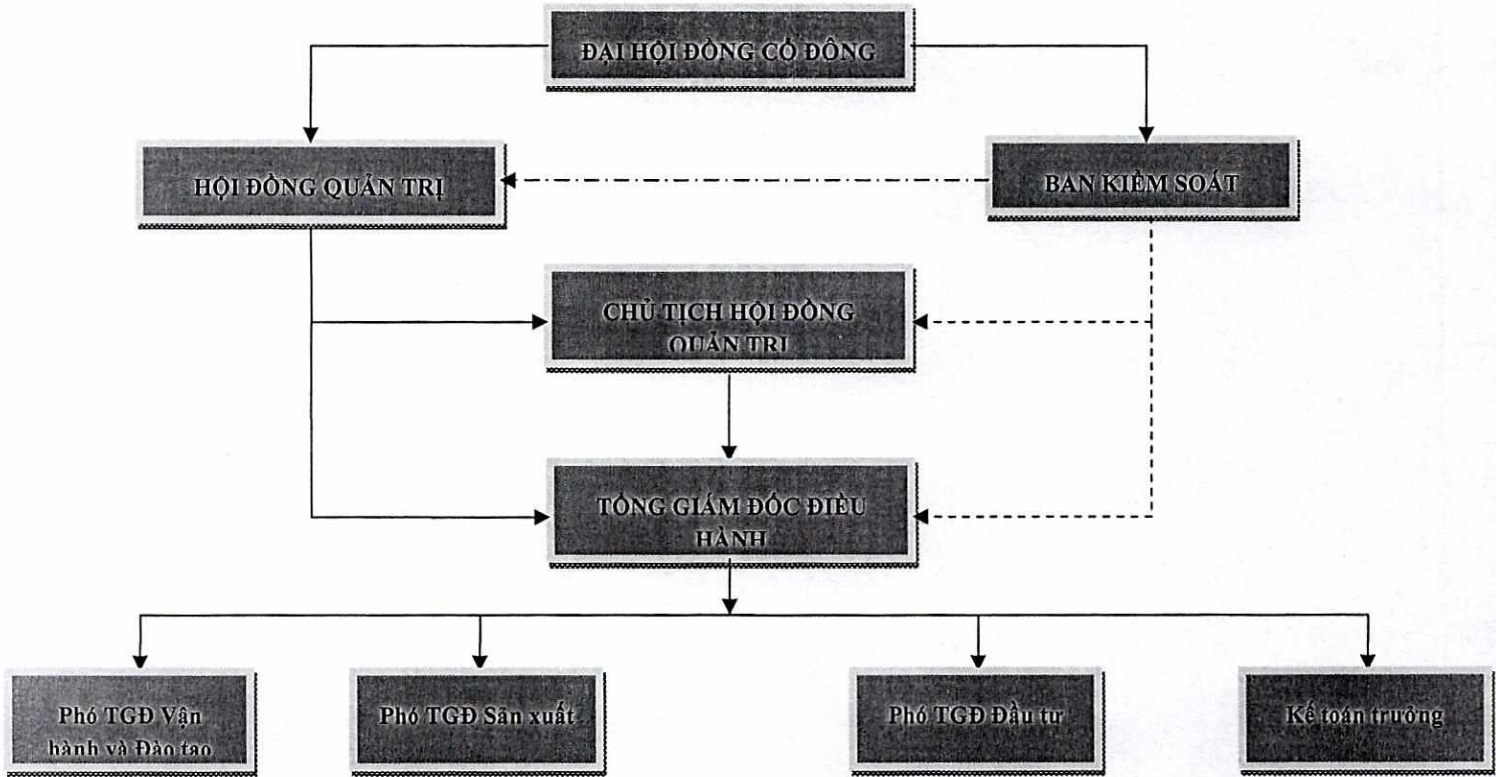 ĐẠI HỘI ĐỒNG CỔ ĐÔNG
HỘI ĐỒNG QUẢN TRỊ
BAN KIỂM SOÁT
CHỦ TỊCH HỘI ĐỒNG
QUẢN TRỊ
TỔNG GIÁM ĐỐC ĐIỀU
HÀNH
Phó TGĐ Vận
hành và Đào tạo
Phó TGĐ Sản xuất
Phó TGĐ Đầu tư
Kế toán trưởng